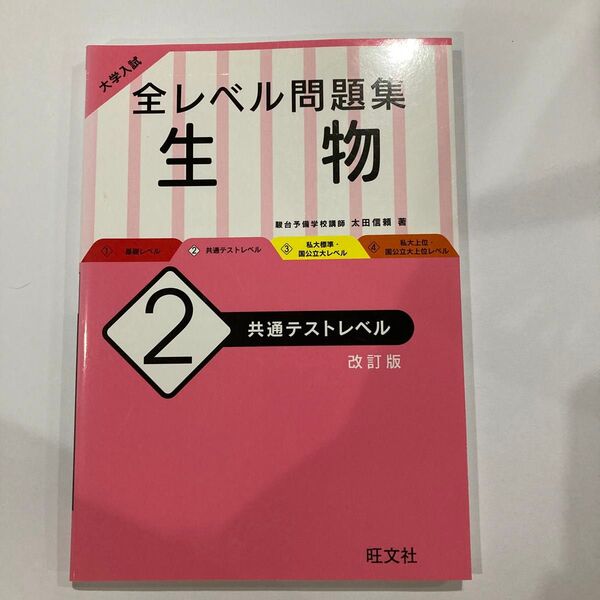 大学入試
全レベル問題集
生物
駿台予備学校講師 太田信頼 著
① 基礎レベル
② 共通テストレベル
③ 私大標準・
国公立大レベル
④ 私大上位・
国公立大上位レベル
2 共通テストレベル
改訂版
旺文社